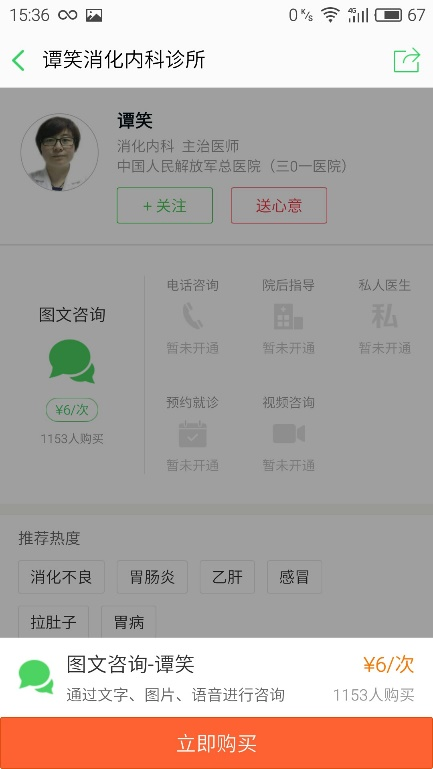 15:36 0 K/s 4G 67
谭笑消化内科诊所
谭笑
消化内科 主治医师
中国人民解放军总医院（三0一医院）
+ 关注 送心意
图文咨询
¥6/次
1153人购买
电话咨询 院后指导 私人医生
私
暂未开通 暂未开通 暂未开通
预约就诊 视频咨询
暂未开通 暂未开通
推荐热度
消化不良 胃肠炎 乙肝 感冒
拉肚子 胃病
图文咨询-谭笑 ¥6/次
通过文字、图片、语音进行咨询 1153人购买
立即购买